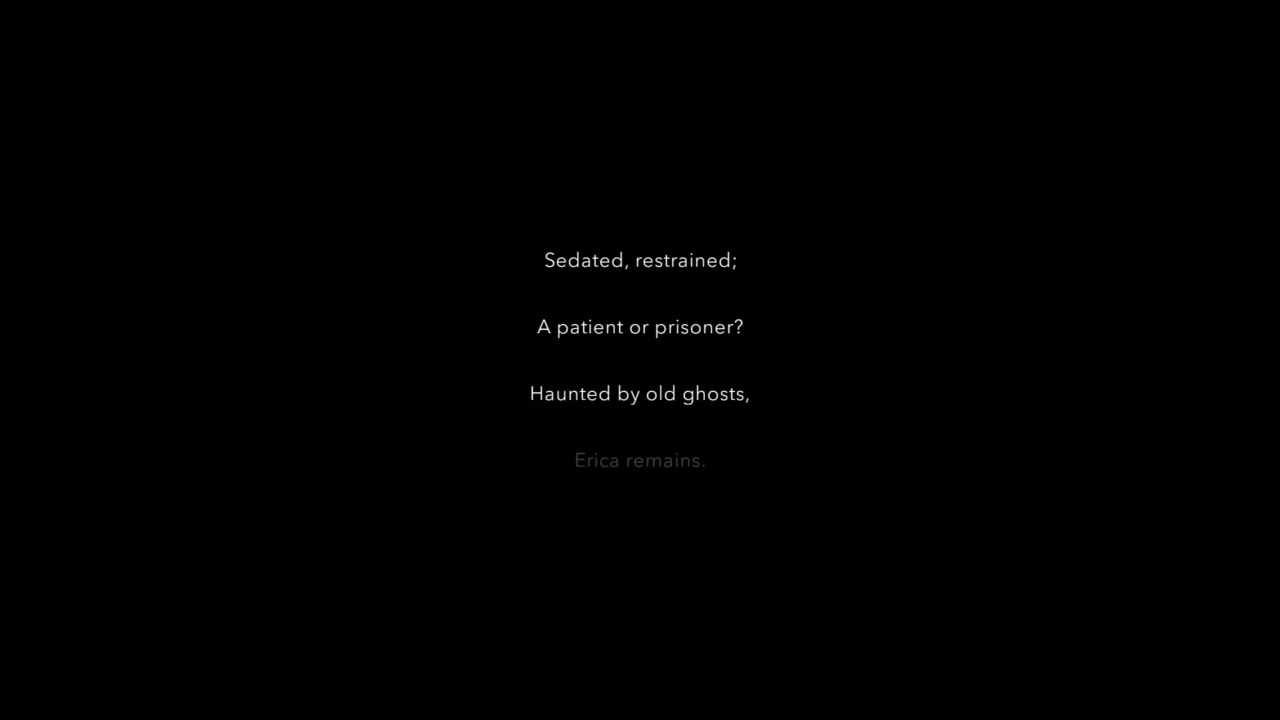 Sedated, restrained;
A patient or prisoner?
Haunted by old ghosts,
Erica remains.